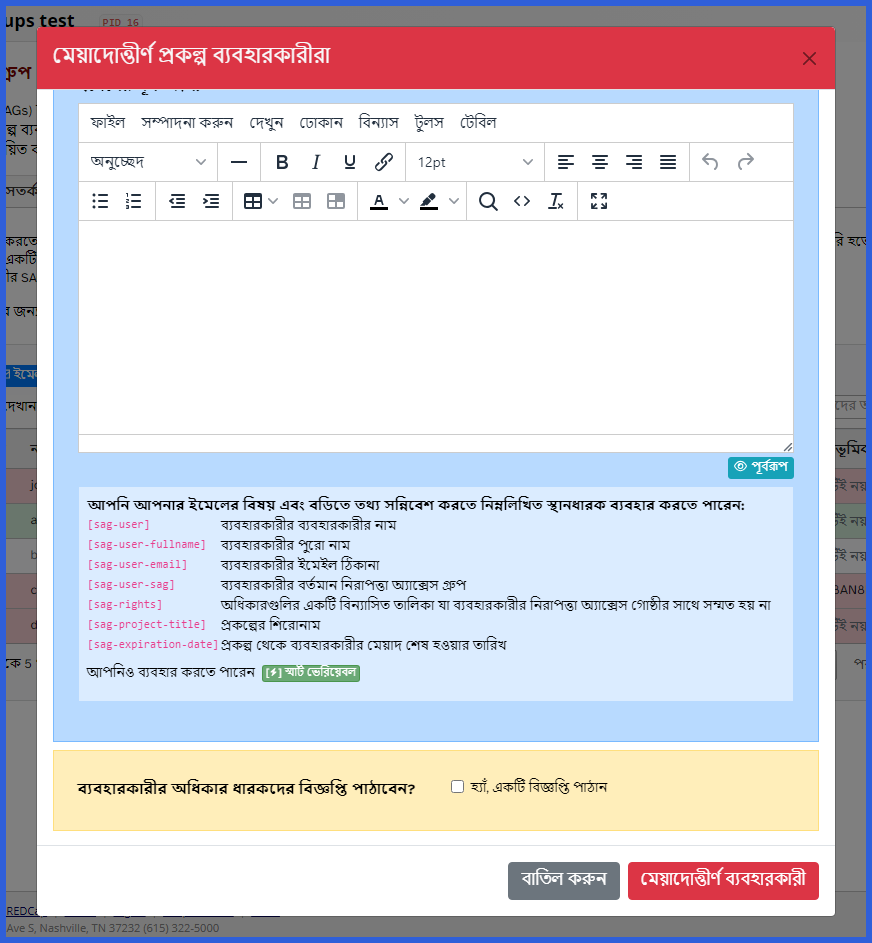 ups test PID 16
মেয়াদোত্তীর্ণ প্রকল্প ব্যবহারকারীরা
ফাইল সম্পাদনা করুন দেখুন ঢোকান বিন্যাস টুলস টেবিল
অনুচ্ছেদ B I U 12pt
পূর্বরূপ
আপনি আপনার ইমেলের বিষয় এবং বডিতে তথ্য সন্নিবেশ করতে নিম্নলিখিত স্থানধারক ব্যবহার করতে পারেন:
[sag-user] ব্যবহারকারীর ব্যবহারকারীর নাম
[sag-user-fullname] ব্যবহারকারীর পুরো নাম
[sag-user-email] ব্যবহারকারীর ইমেইল ঠিকানা
[sag-user-sag] ব্যবহারকারীর বর্তমান নিরাপত্তা অ্যাক্সেস গ্রুপ
[sag-rights] অধিকারগুলির একটি বিন্যাসিত তালিকা যা ব্যবহারকারীর নিরাপত্তা অ্যাক্সেস গোষ্ঠীর সাথে সম্মত হয় না
[sag-project-title] প্রকল্পের শিরোনাম
[sag-expiration-date] প্রকল্প থেকে ব্যবহারকারীর মেয়াদ শেষ হওয়ার তারিখ
আপনিও ব্যবহার করতে পারেন [⚡] স্মার্ট ভেরিয়েবল
ব্যবহারকারীর অধিকার ধারকদের বিজ্ঞপ্তি পাঠাবেন? হ্যাঁ, একটি বিজ্ঞপ্তি পাঠান
বাতিল করুন মেয়াদোত্তীর্ণ ব্যবহারকারী
Ave S, Nashville, TN 37232 (615) 322-5000